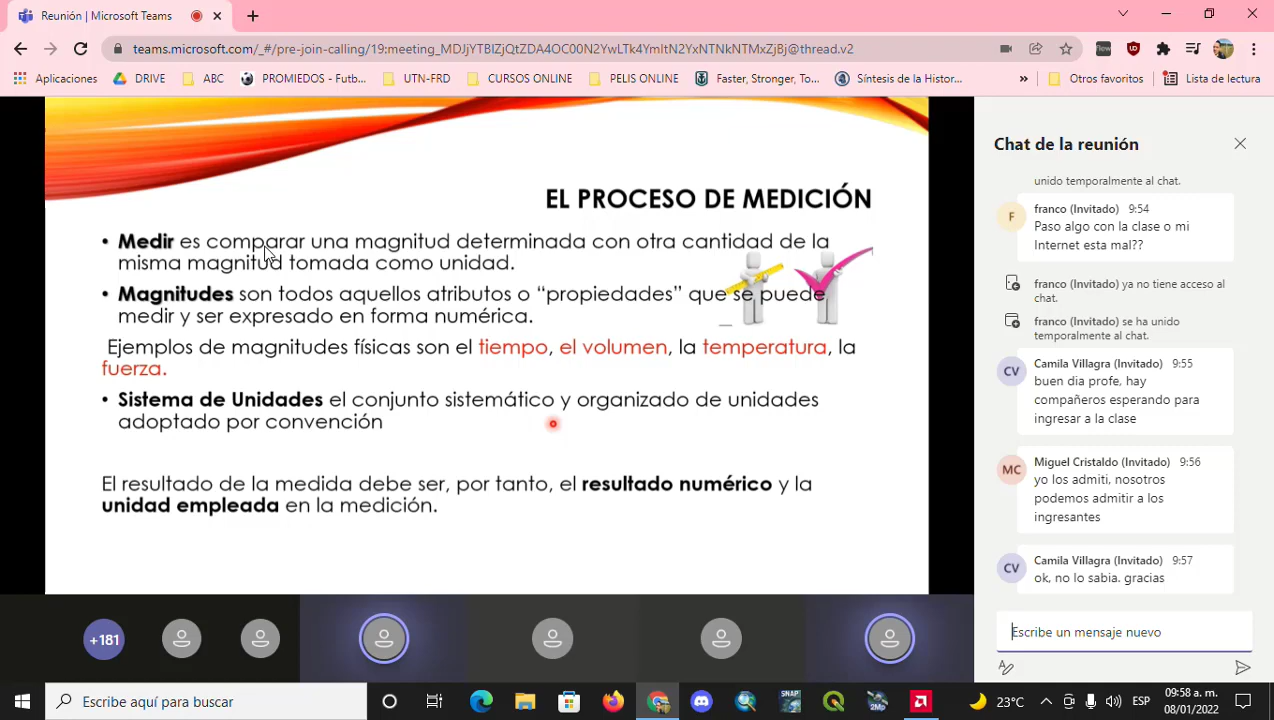 Reunión | Microsoft Teams
teams.microsoft.com/_#/pre-join-calling/19:meeting_MDJjYTBlZjQtZDA4OC00N2YwLTk4YmItN2YxNTNkNTMxZjBj@thread.v2
Aplicaciones DRIVE ABC PROMIEDOS - Futb... UTN-FRD CURSOS ONLINE PELIS ONLINE Faster, Stronger, To... Síntesis de la Histor... » Otros favoritos Lista de lectura
EL PROCESO DE MEDICIÓN
• Medir es comparar una magnitud determinada con otra cantidad de la
misma magnitud tomada como unidad.
• Magnitudes son todos aquellos atributos o “propiedades” que se puede
medir y ser expresado en forma numérica.
Ejemplos de magnitudes físicas son el tiempo, el volumen, la temperatura, la
fuerza.
• Sistema de Unidades el conjunto sistemático y organizado de unidades
adoptado por convención
El resultado de la medida debe ser, por tanto, el resultado numérico y la
unidad empleada en la medición.
+181
Chat de la reunión
unido temporalmente al chat.
F
franco (Invitado) 9:54
Paso algo con la clase o mi
Internet esta mal??
franco (Invitado) ya no tiene acceso al
chat.
franco (Invitado) se ha unido
temporalmente al chat.
CV
Camila Villagra (Invitado) 9:55
buen dia profe, hay
compañeros esperando para
ingresar a la clase
MC
Miguel Cristaldo (Invitado) 9:56
yo los admiti, nosotros
podemos admitir a los
ingresantes
CV
Camila Villagra (Invitado) 9:57
ok, no lo sabia. gracias
Escribe un mensaje nuevo
Escribe aquí para buscar
SNAP
2Mp
23°C
ESP
09:58 a. m.
08/01/2022